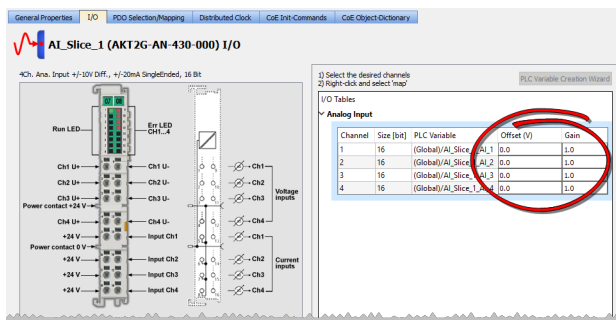 General Properties I/O PDO Selection/Mapping Distributed Clock CoE Init-Commands CoE Object-Dictionary
AI_Slice_1 (AKT2G-AN-430-000) I/O
4Ch. Ana. Input +/-10V Diff., +/-20mA SingleEnded, 16 Bit
07 08
Run LED
Err LED
CH1...4
Ch1 U+ Ch1 U- Ch1
Ch2 U+ Ch2 U- Ch2
Ch3 U+ Ch3 U- Ch3
Power contact +24 V
Voltage
inputs
Ch4 U+ Ch4 U- Ch4
+24 V Input Ch1 Ch1
Power contact 0 V
+24 V Input Ch2 Ch2
+24 V Input Ch3 Ch3
Current
inputs
+24 V Input Ch4 Ch4
1) Select the desired channels
2) Right-click and select 'map'
PLC Variable Creation Wizard
I/O Tables
Analog Input
Channel Size [bit] PLC Variable Offset (V) Gain
1 16 (Global)/AI_Slice_1_AI_1 0.0 1.0
2 16 (Global)/AI_Slice_1_AI_2 0.0 1.0
3 16 (Global)/AI_Slice_1_AI_3 0.0 1.0
4 16 (Global)/AI_Slice_1_AI_4 0.0 1.0